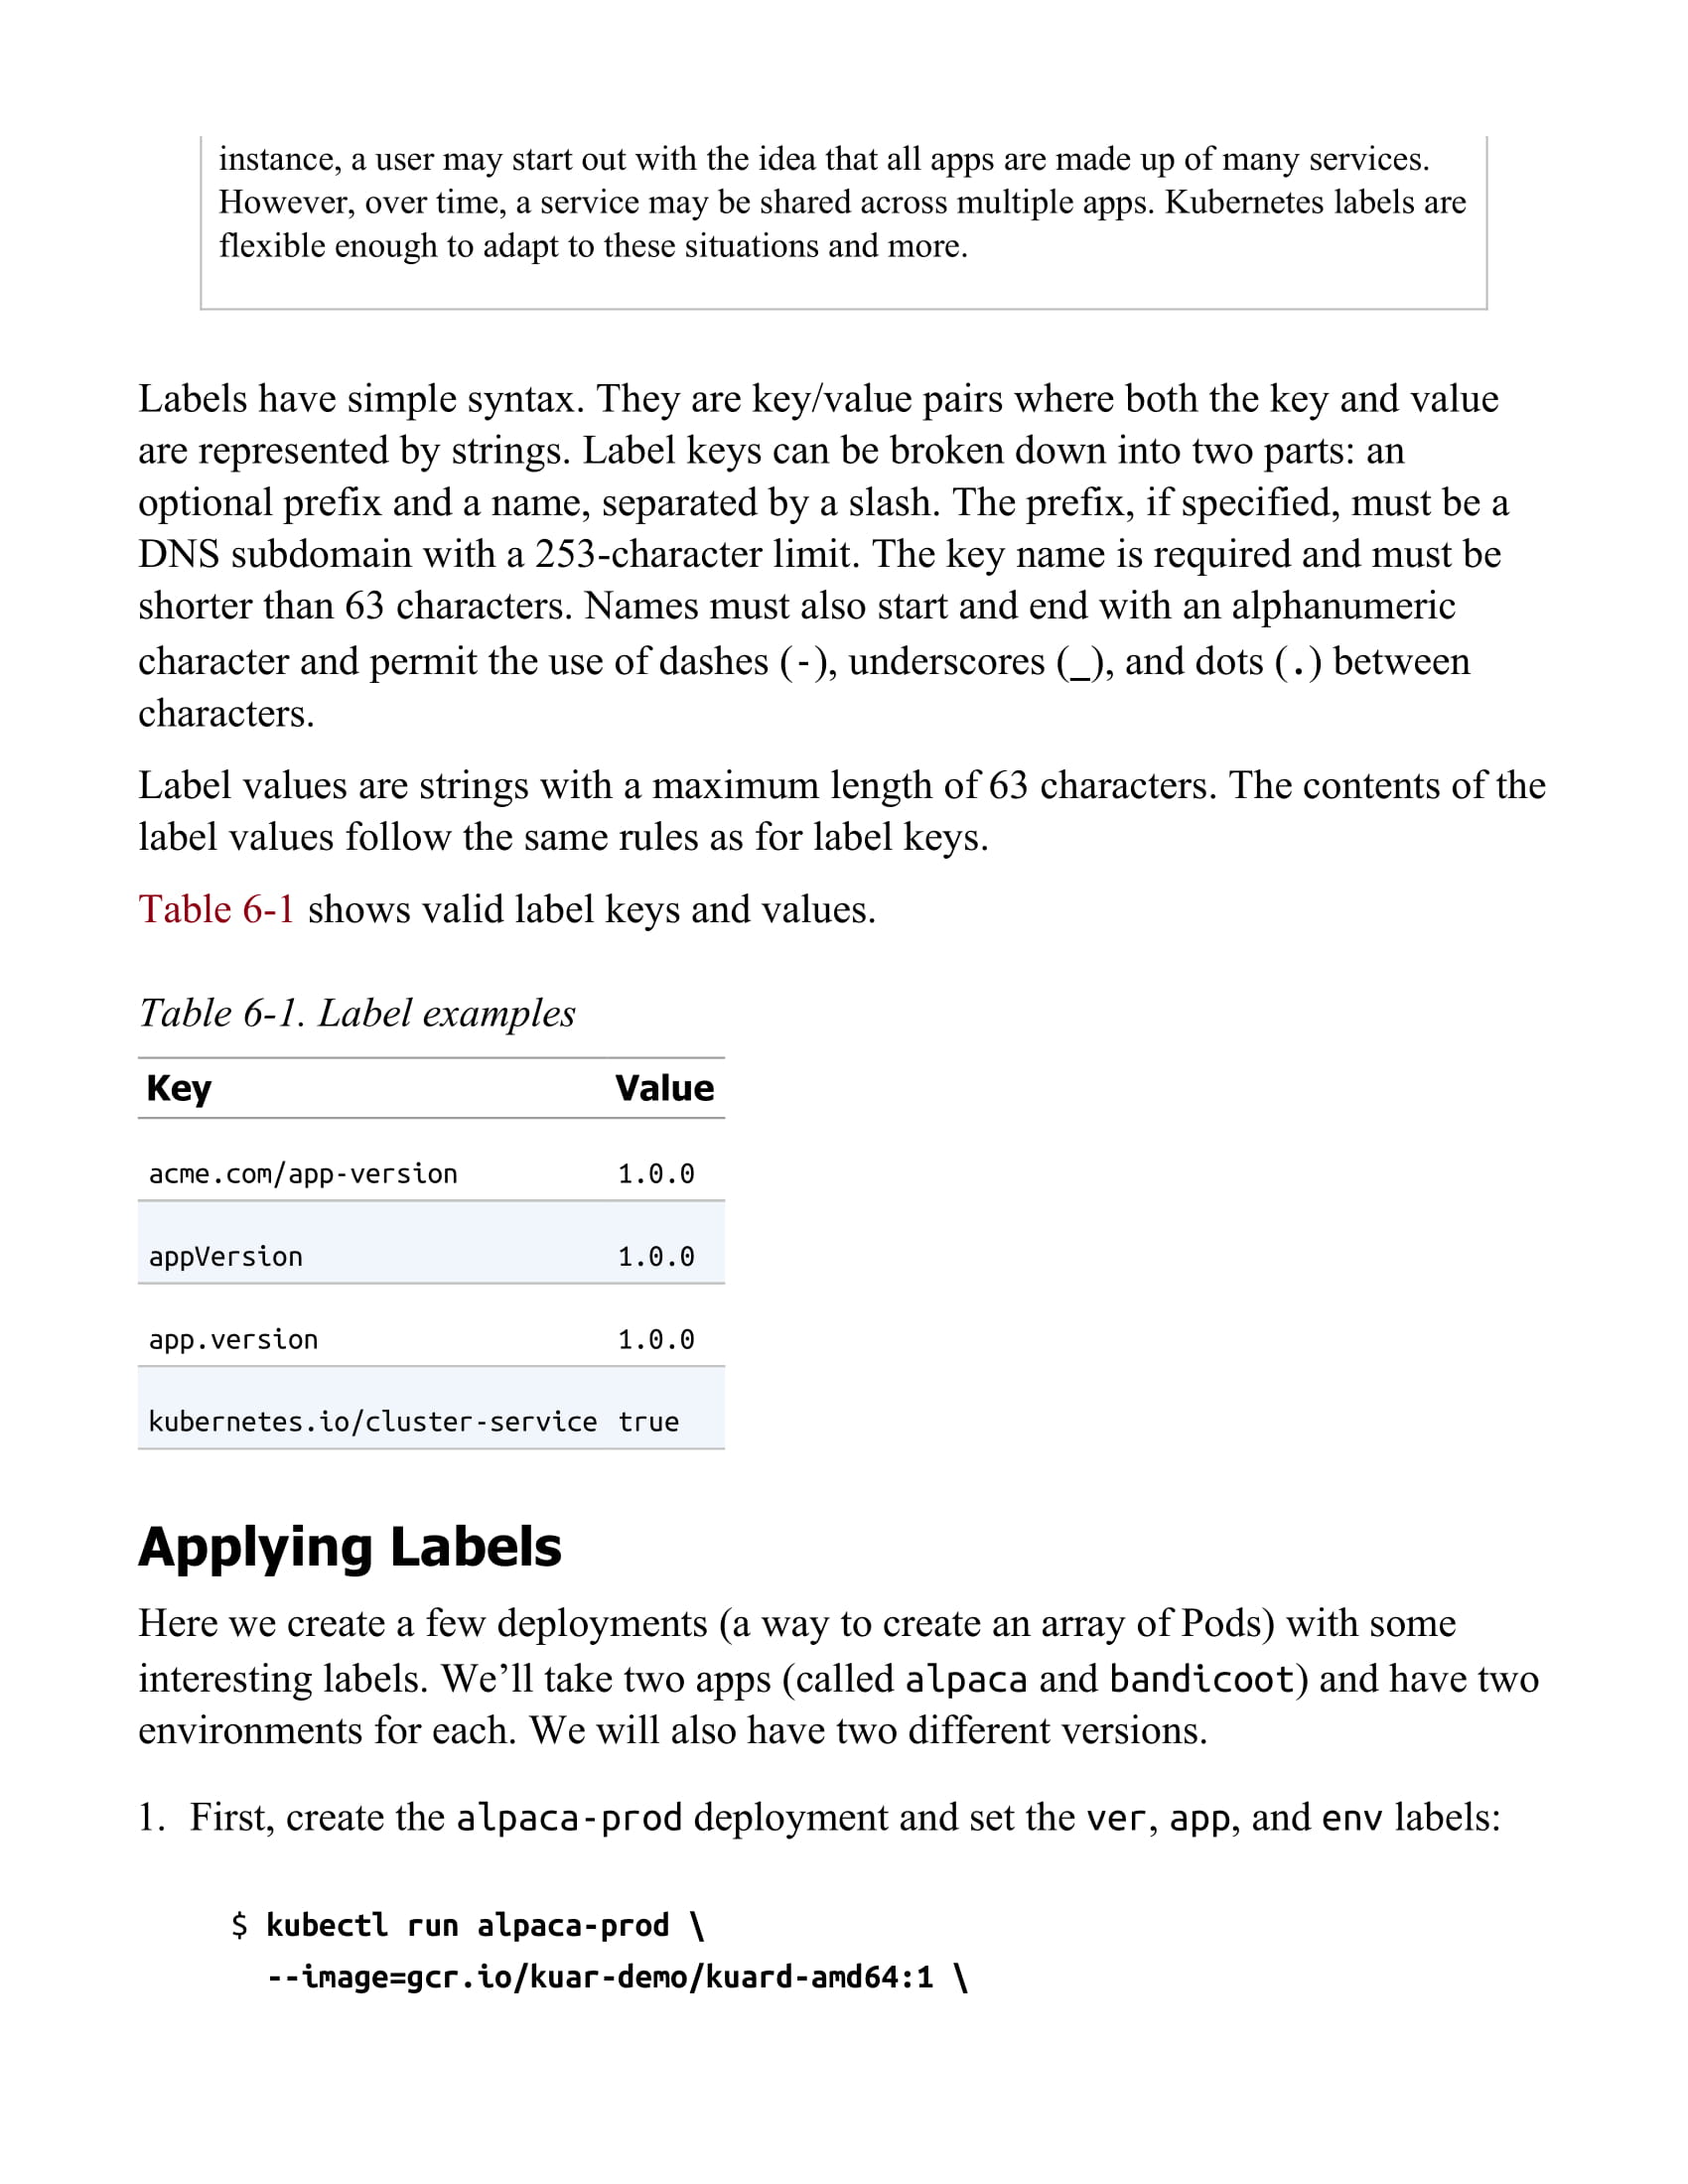 instance, a user may start out with the idea that all apps are made up of many services.
However, over time, a service may be shared across multiple apps. Kubernetes labels are
flexible enough to adapt to these situations and more.
Labels have simple syntax. They are key/value pairs where both the key and value
are represented by strings. Label keys can be broken down into two parts: an
optional prefix and a name, separated by a slash. The prefix, if specified, must be a
DNS subdomain with a 253-character limit. The key name is required and must be
shorter than 63 characters. Names must also start and end with an alphanumeric
character and permit the use of dashes (-), underscores (_), and dots (.) between
characters.
Label values are strings with a maximum length of 63 characters. The contents of the
label values follow the same rules as for label keys.
Table 6-1 shows valid label keys and values.
Table 6-1. Label examples
Key Value
acme.com/app-version 1.0.0
appVersion 1.0.0
app.version 1.0.0
kubernetes.io/cluster-service true
Applying Labels
Here we create a few deployments (a way to create an array of Pods) with some
interesting labels. We’ll take two apps (called alpaca and bandicoot) and have two
environments for each. We will also have two different versions.
1. First, create the alpaca-prod deployment and set the ver, app, and env labels:
$ kubectl run alpaca-prod \
--image=gcr.io/kuar-demo/kuard-amd64:1 \